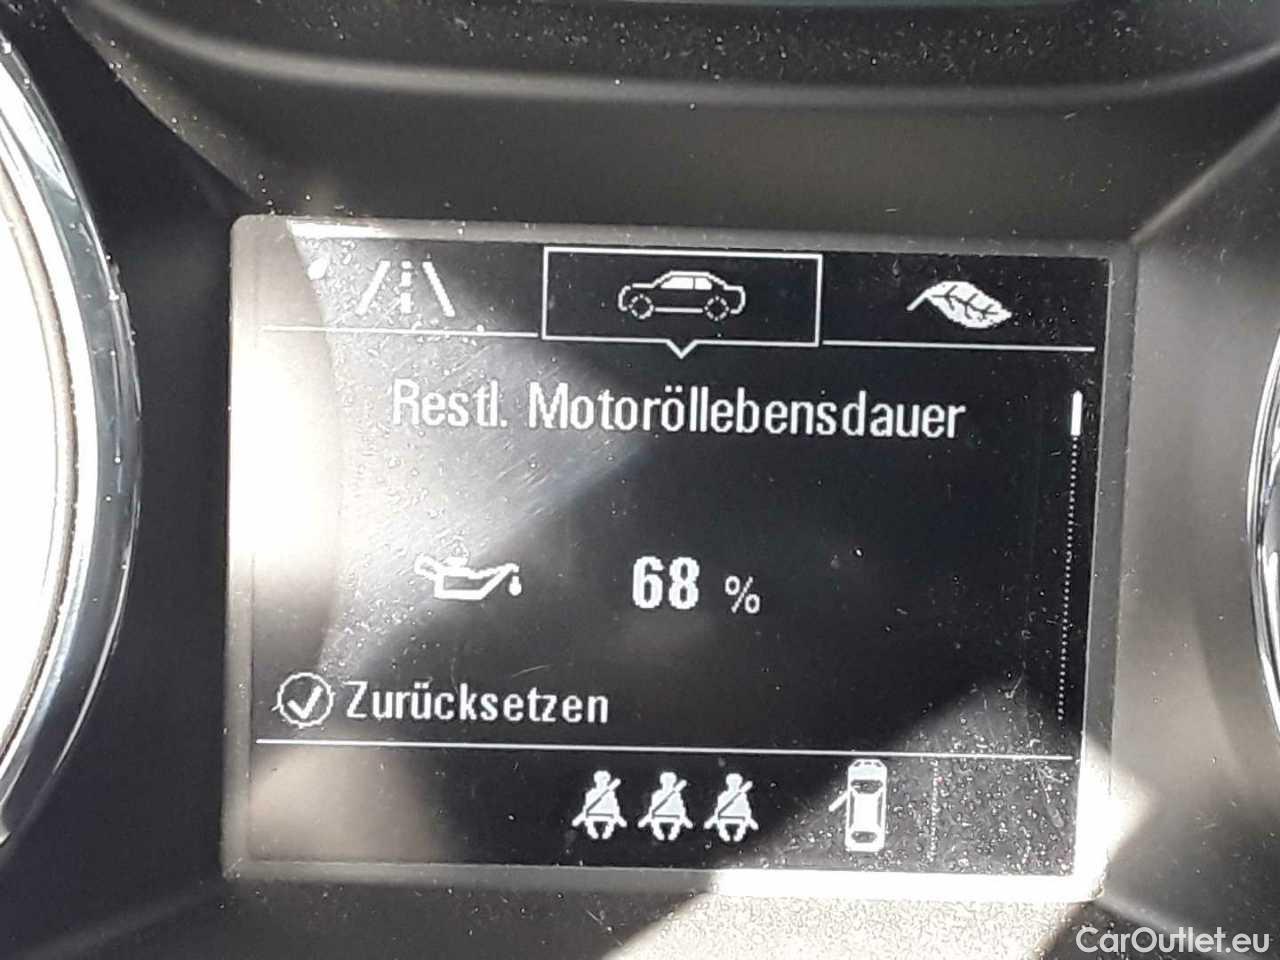 Restl. Motoröllebensdauer
68 %
Zurücksetzen
CarOutlet.eu